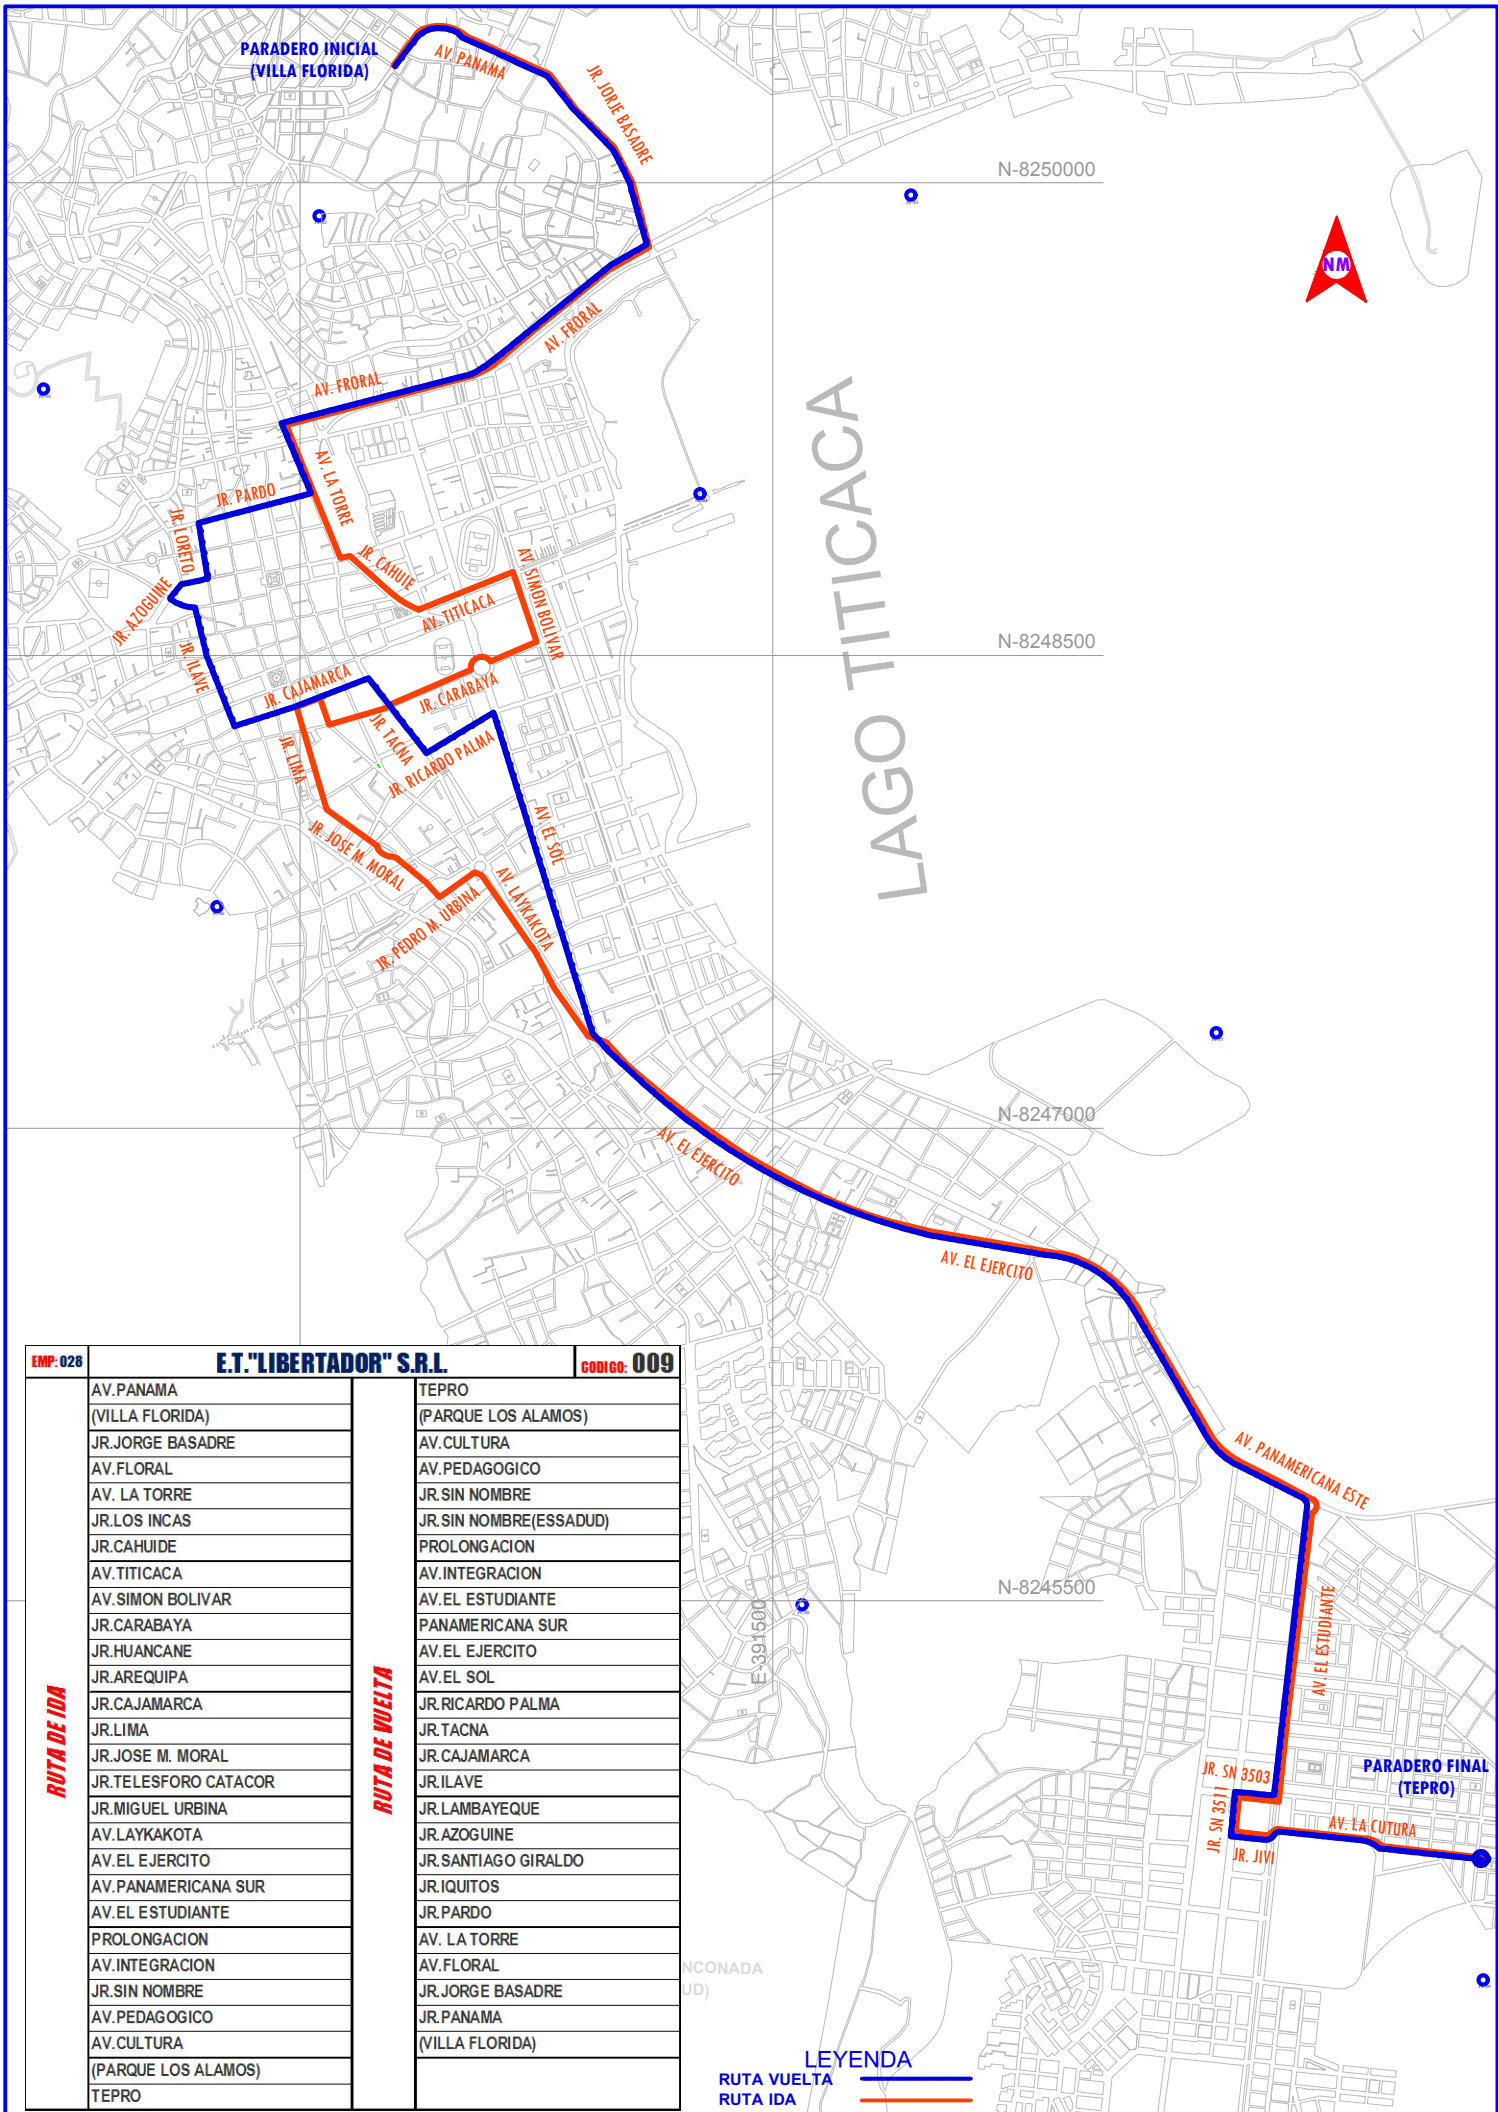 PARADERO INICIAL
(VILLA FLORIDA)
AV. PANAMA
JR. JORJE BASADRE
N-8250000
NM
AV. FRORAL
AV. FRORAL
AV. LA TORRE
JR. PARDO
JR. LORETO
JR. CAHUIE
AV. SIMON BOLIVAR
AV. TITICACA
JR. AZOGUINE
JR. ILAVE
LAGO TITICACA
N-8248500
JR. CAJAMARCA
JR. CARABAYA
JR. TACNA
JR. LIMA
JR. RICARDO PALMA
AV. EL SOL
JR. JOSE M. MORAL
AV. LAYKAKOTA
JR. PEDRO M. URBINA
N-8247000
AV. EL EJERCITO
AV. EL EJERCITO
AV. PANAMERICANA ESTE
N-8245500
E-391500
AV. EL ESTUDIANTE
JR. SN 3503
JR. SN 3511
JR. JIVI
AV. LA CUTURA
PARADERO FINAL
(TEPRO)
EMP: 028
E.T."LIBERTADOR" S.R.L.
CODIGO: 009
RUTA DE IDA
AV.PANAMA
(VILLA FLORIDA)
JR.JORGE BASADRE
AV.FLORAL
AV. LA TORRE
JR.LOS INCAS
JR.CAHUIDE
AV.TITICACA
AV.SIMON BOLIVAR
JR.CARABAYA
JR.HUANCANE
JR.AREQUIPA
JR.CAJAMARCA
JR.LIMA
JR.JOSE M. MORAL
JR.TELESFORO CATACOR
JR.MIGUEL URBINA
AV.LAYKAKOTA
AV.EL EJERCITO
AV.PANAMERICANA SUR
AV.EL ESTUDIANTE
PROLONGACION
AV.INTEGRACION
JR.SIN NOMBRE
AV.PEDAGOGICO
AV.CULTURA
(PARQUE LOS ALAMOS)
TEPRO
RUTA DE VUELTA
TEPRO
(PARQUE LOS ALAMOS)
AV.CULTURA
AV.PEDAGOGICO
JR.SIN NOMBRE
JR.SIN NOMBRE(ESSADUD)
PROLONGACION
AV.INTEGRACION
AV.EL ESTUDIANTE
PANAMERICANA SUR
AV.EL EJERCITO
AV.EL SOL
JR.RICARDO PALMA
JR.TACNA
JR.CAJAMARCA
JR.ILAVE
JR.LAMBAYEQUE
JR.AZOGUINE
JR.SANTIAGO GIRALDO
JR.IQUITOS
JR.PARDO
AV. LA TORRE
AV.FLORAL
JR.JORGE BASADRE
JR.PANAMA
(VILLA FLORIDA)
NCONADA
UD)
LEYENDA
RUTA VUELTA
RUTA IDA